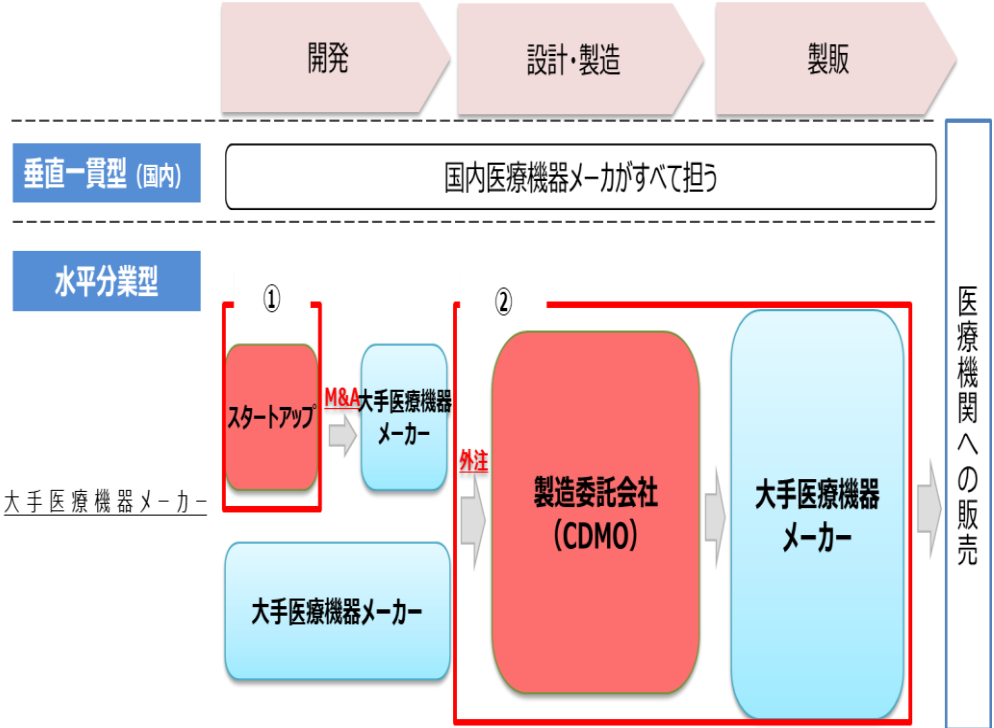 開発
設計・製造
製販
垂直一貫型（国内）
国内医療機器メーカがすべて担う
水平分業型
①
②
スタートアップ
M&A
大手医療機器
メーカー
外注
製造委託会社
（CDMO）
大手医療機器
メーカー
大手医療機器メーカー
大手医療機器メーカー
医療機関への販売